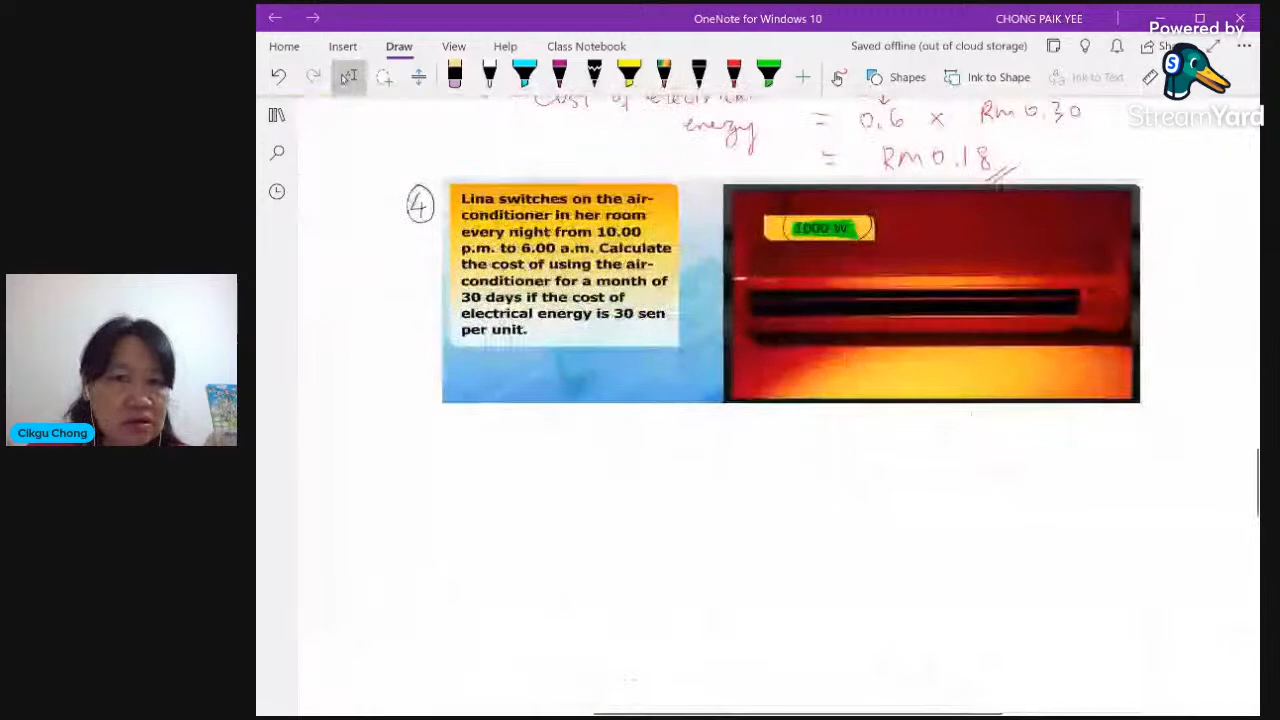 OneNote for Windows 10
CHONG PAIK YEE
Powered by
StreamYard
Home Insert Draw View Help Class Notebook
Saved offline (out of cloud storage)
Shapes
Ink to Shape
Ink to Text
Cost of electrical
energy = 0.6 x Rm 0.30
= Rm 0.18
4
Lina switches on the air-
conditioner in her room
every night from 10.00
p.m. to 6.00 a.m. Calculate
the cost of using the air-
conditioner for a month of
30 days if the cost of
electrical energy is 30 sen
per unit.
1000 W
Cikgu Chong